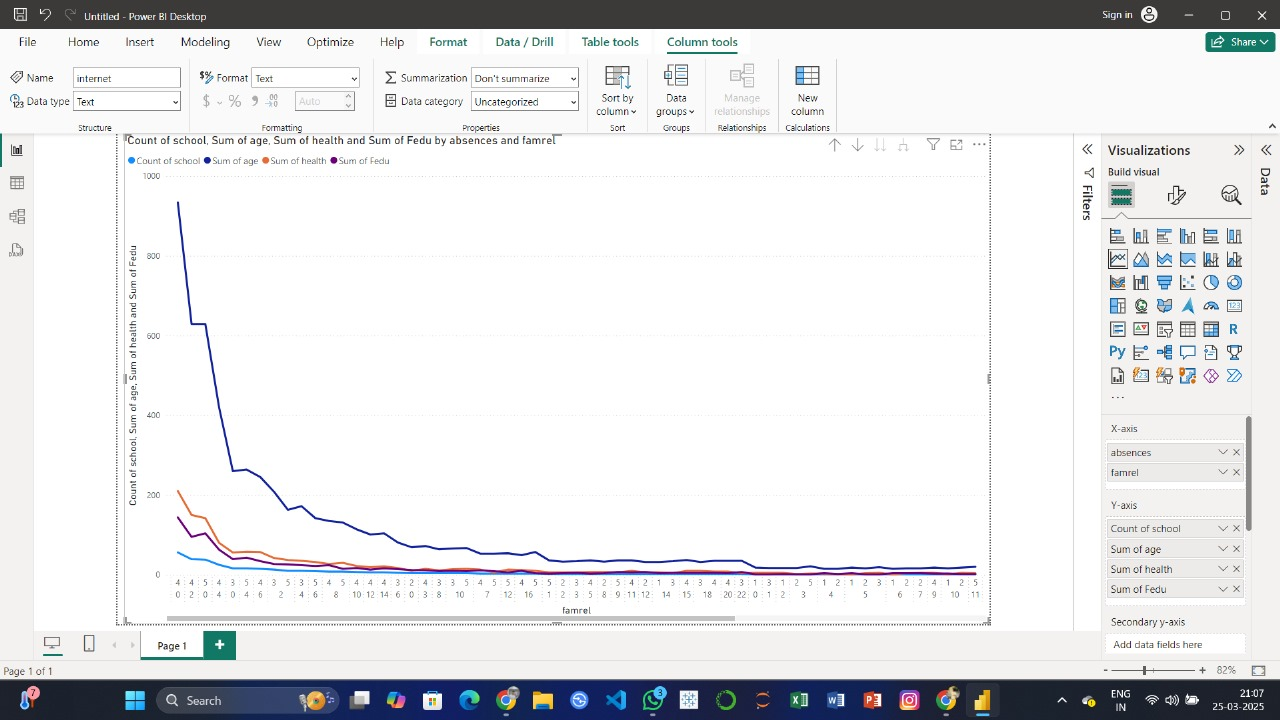 Untitled - Power BI Desktop
Sign in
File Home Insert Modeling View Optimize Help Format Data / Drill Table tools Column tools
Share
Name internet
Format Text
Summarization Don't summarize
Data type Text
$ % Auto
Data category Uncategorized
Sort by column
Data groups
Manage relationships
New column
Structure Formatting Properties Sort Groups Relationships Calculations
Count of school, Sum of age, Sum of health and Sum of Fedu by absences and famrel
Count of school Sum of age Sum of health Sum of Fedu
1000
800
600
400
200
0
Count of school, Sum of age, Sum of health and Sum of Fedu
famrel
Filters
Visualizations
Build visual
Data
R
Py
123
X-axis
absences
famrel
Y-axis
Count of school
Sum of age
Sum of health
Sum of Fedu
Secondary y-axis
Add data fields here
Page 1
Page 1 of 1
82%
7
Search
3
ENG
IN
21:07
25-03-2025